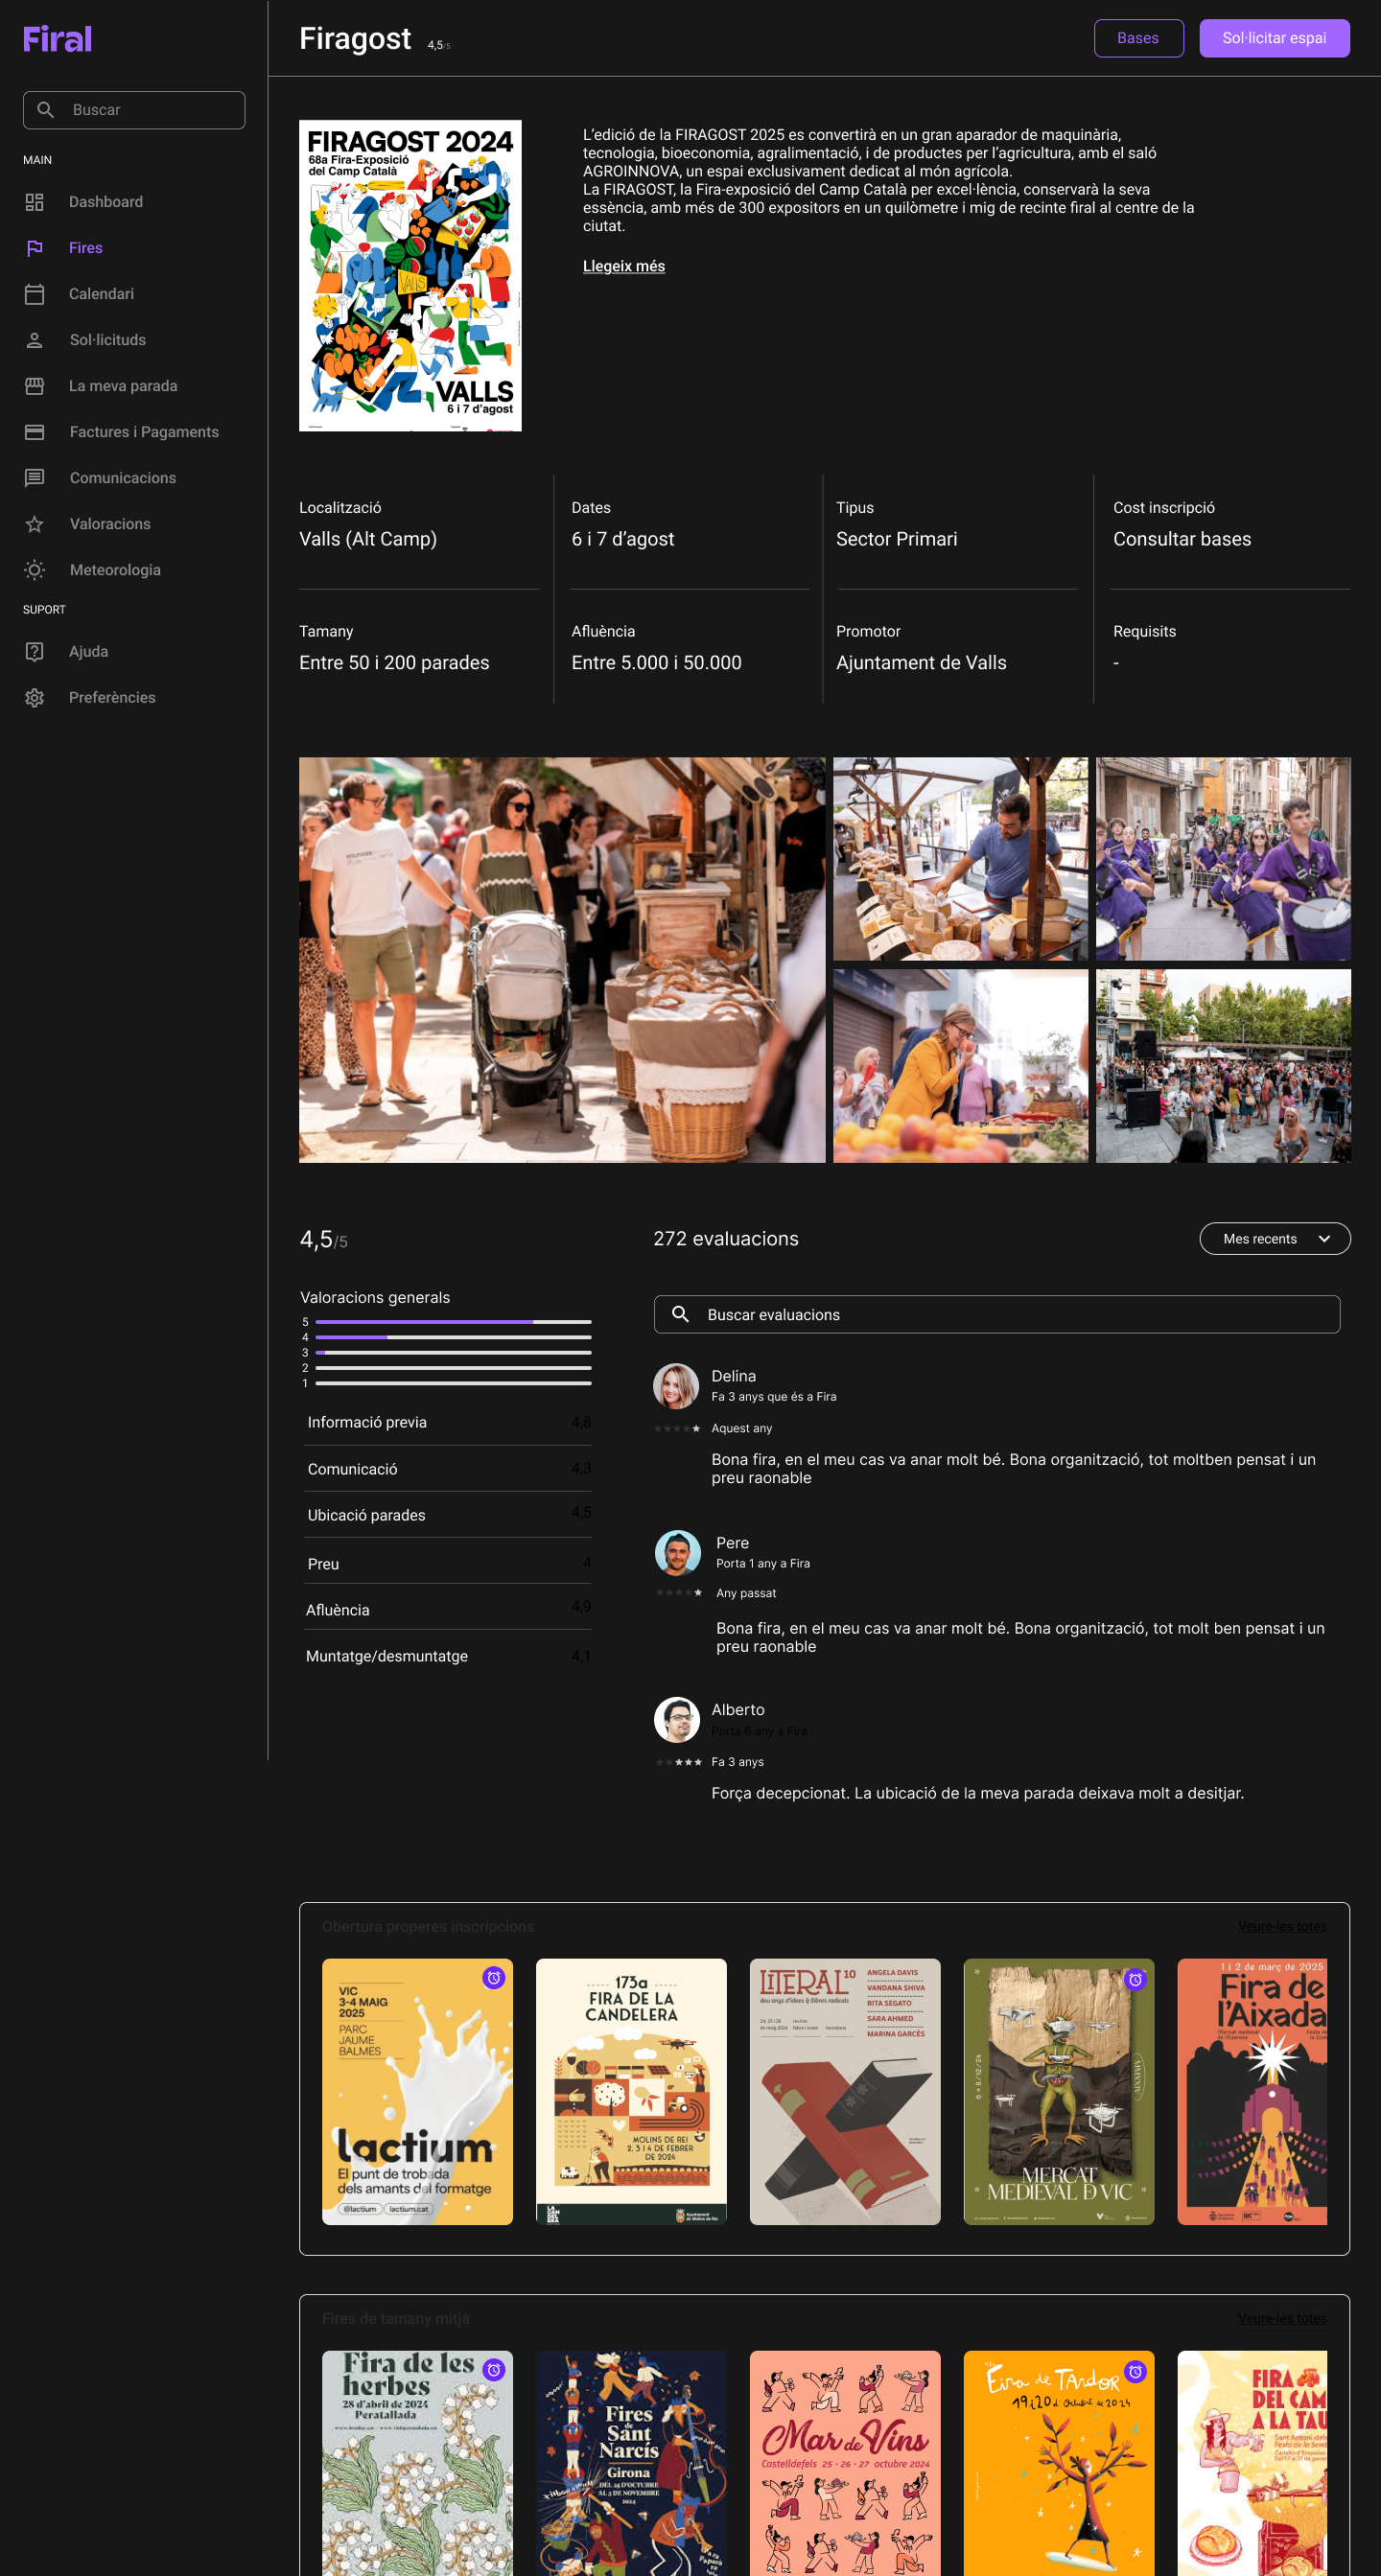 Firal
Buscar
MAIN
Dashboard
Fires
Calendari
Sol·licituds
La meva parada
Factures i Pagaments
Comunicacions
Valoracions
Meteorologia
SUPORT
Ajuda
Preferències
Firagost 4,5/5
Bases
Sol·licitar espai
FIRAGOST 2024
68a Fira-Exposició
del Camp Català
VALLS
VALLS
6 i 7 d'agost
L'edició de la FIRAGOST 2025 es convertirà en un gran aparador de maquinària,
tecnologia, bioeconomia, agralimentació, i de productes per l'agricultura, amb el saló
AGROINNOVA, un espai exclusivament dedicat al món agrícola.
La FIRAGOST, la Fira-exposició del Camp Català per excel·lència, conservarà la seva
essència, amb més de 300 expositors en un quilòmetre i mig de recinte firal al centre de la
ciutat.
Llegeix més
Localització
Valls (Alt Camp)
Dates
6 i 7 d'agost
Tipus
Sector Primari
Cost inscripció
Consultar bases
Tamany
Entre 50 i 200 parades
Afluència
Entre 5.000 i 50.000
Promotor
Ajuntament de Valls
Requisits
-
4,5/5
Valoracions generals
5
4
3
2
1
Informació previa 4,8
Comunicació 4,3
Ubicació parades 4,5
Preu 4
Afluència 4,9
Muntatge/desmuntatge 4,1
272 evaluacions
Mes recents
Buscar evaluacions
Delina
Fa 3 anys que és a Fira
Aquest any
Bona fira, en el meu cas va anar molt bé. Bona organització, tot moltben pensat i un
preu raonable
Pere
Porta 1 any a Fira
Any passat
Bona fira, en el meu cas va anar molt bé. Bona organització, tot molt ben pensat i un
preu raonable
Alberto
Porta 6 any a Fira
Fa 3 anys
Força decepcionat. La ubicació de la meva parada deixava molt a desitjar.
Obertura properes inscripcions
Veure-les totes
VIC
3-4 MAIG
2025
PARC
JAUME
BALMES
lactium
El punt de trobada
dels amants del formatge
@lactium lactium.cat
173a
FIRA DE LA
CANDELERA
MOLINS DE REI
2, 3 I 4 DE FEBRER
DE 2024
LITERAL 10
deu anys d'idees & llibres radicals
ANGELA DAVIS
VANDANA SHIVA
RITA SEGATO
SARA AHMED
MARINA GARCÉS
6 → 8/12/24
MERCAT
MEDIEVAL D VIC
1 i 2 de març de 2025
Fira de
l'Aixada
Fires de tamany mitjà
Veure-les totes
Fira de les
herbes
28 d'abril de 2024
Peratallada
Fires
de
Sant
Narcís
Girona
DEL 25 D'OCTUBRE
AL 3 DE NOVEMBRE
2024
Mar de Vins
Castelldefels 25 · 26 · 27 octubre 2024
Fira de TARDOR
19 i 20 d'Octubre de 2024
FIRA
DEL CAM
A LA TAU